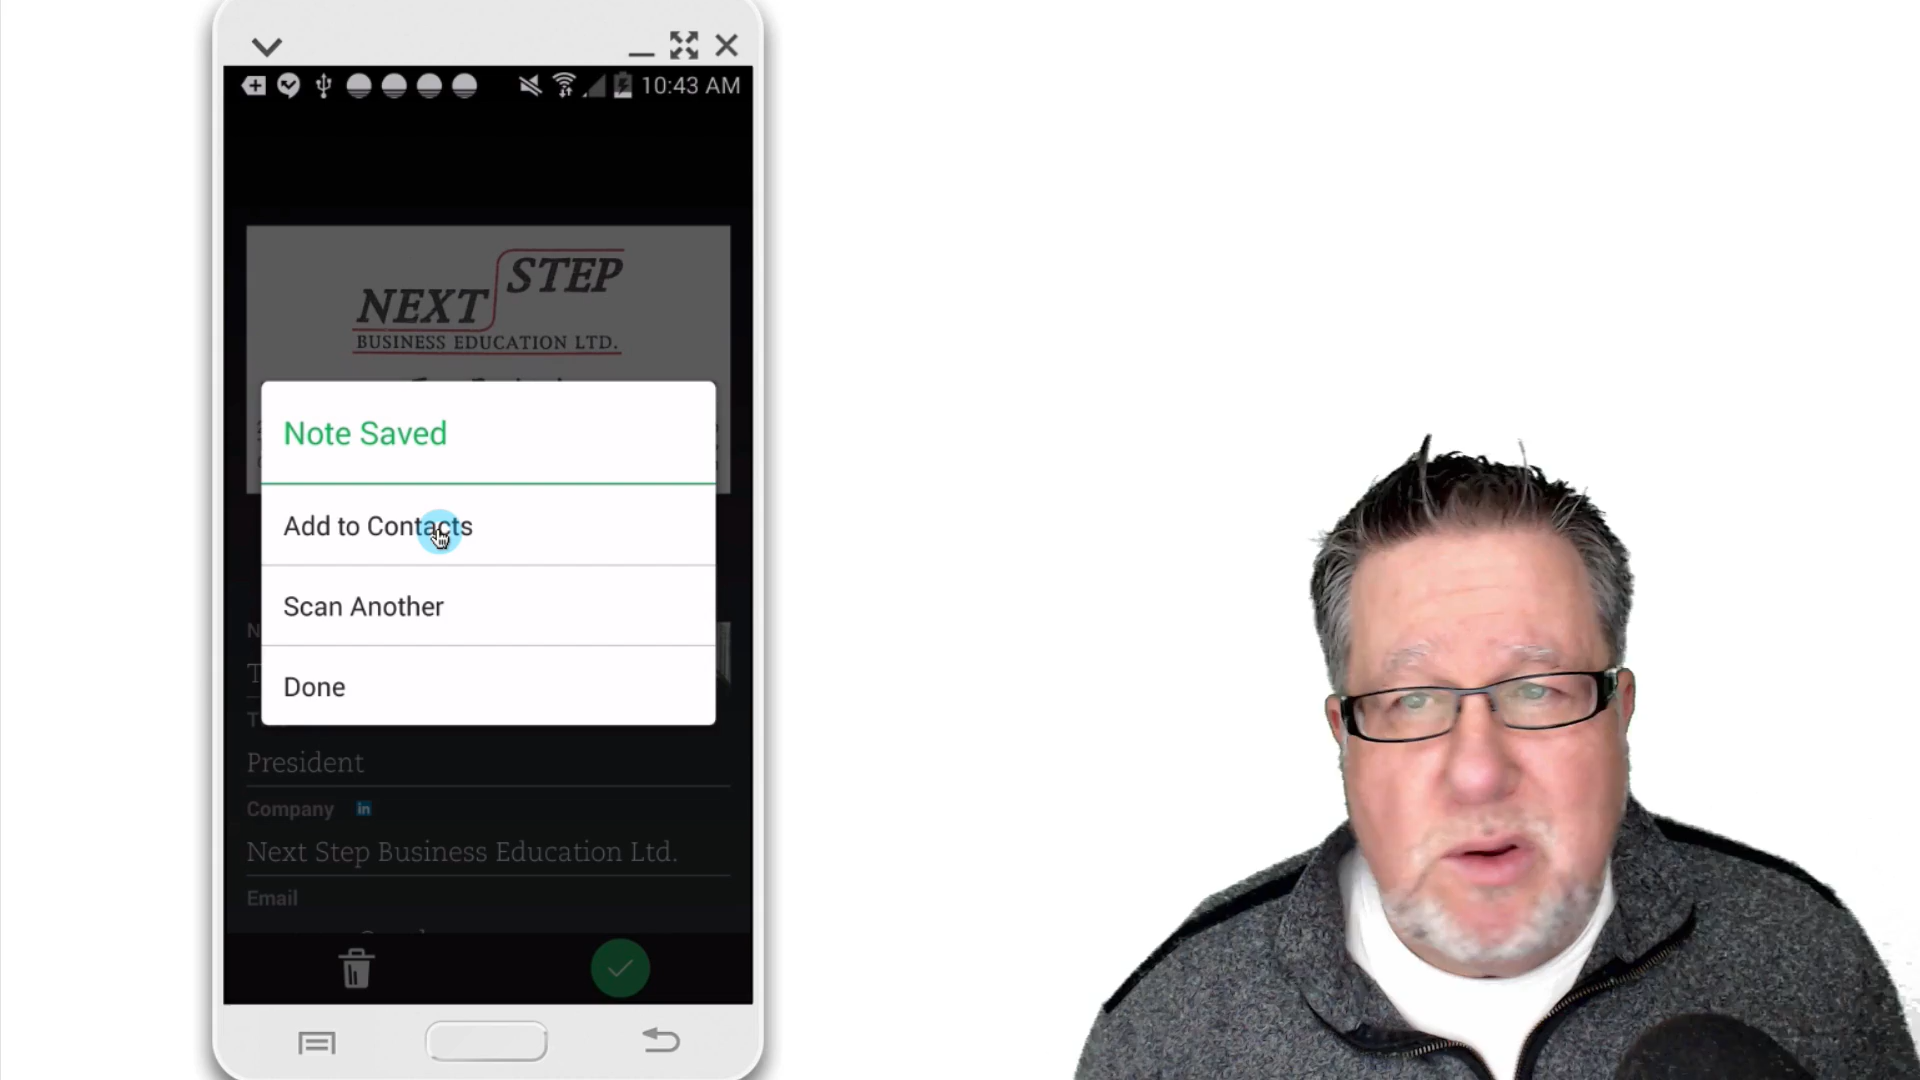 10:43 AM
STEP
NEXT
BUSINESS EDUCATION LTD.
Note Saved
Add to Contacts
Scan Another
Done
President
Company in
Next Step Business Education Ltd.
Email